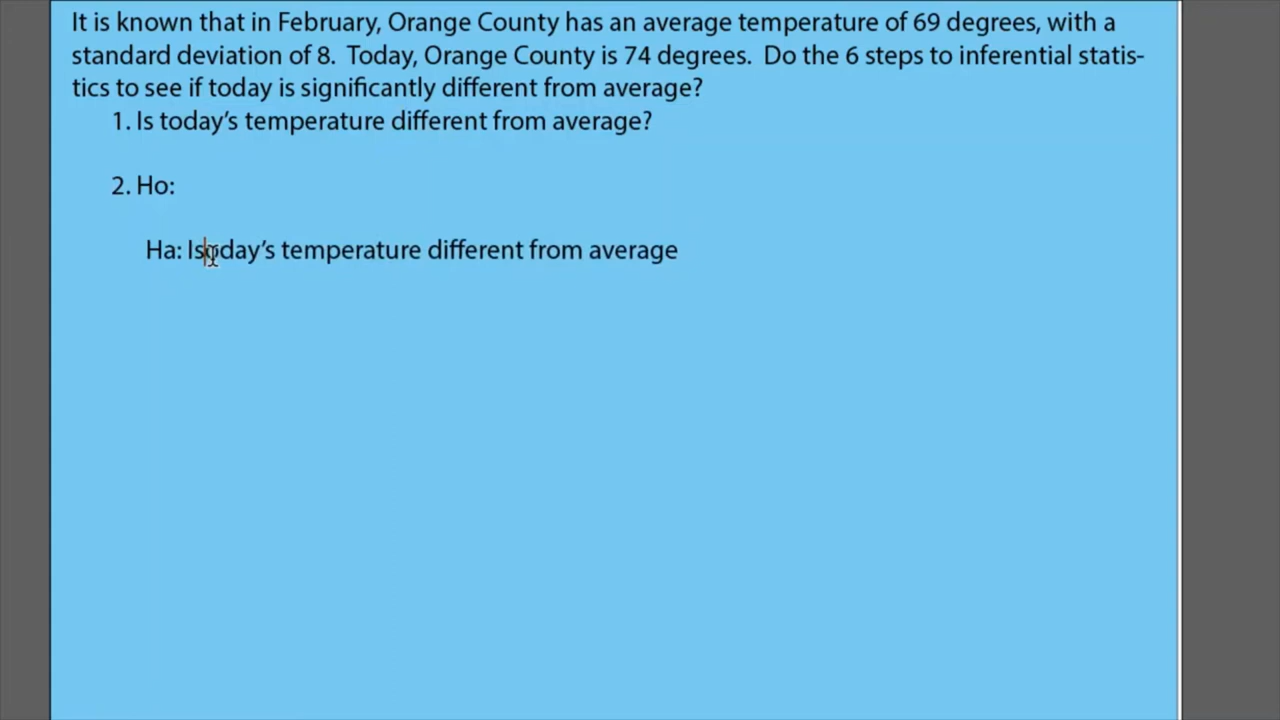 It is known that in February, Orange County has an average temperature of 69 degrees, with a
standard deviation of 8.  Today, Orange County is 74 degrees.  Do the 6 steps to inferential statis-
tics to see if today is significantly different from average?
1. Is today’s temperature different from average?
2. Ho:
Ha: Isoday’s temperature different from average